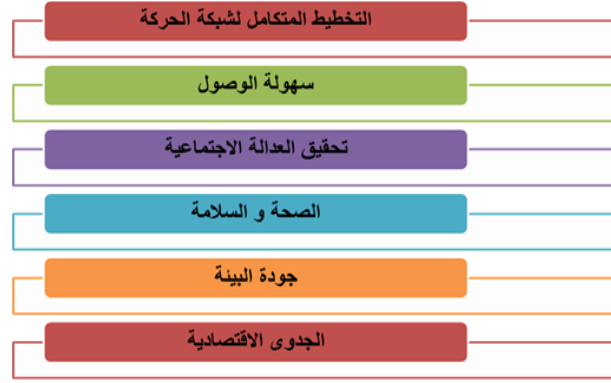 التخطيط المتكامل لشبكة الحركة
سهولة الوصول
تحقيق العدالة الاجتماعية
الصحة و السلامة
جودة البيئة
الجدوى الاقتصادية